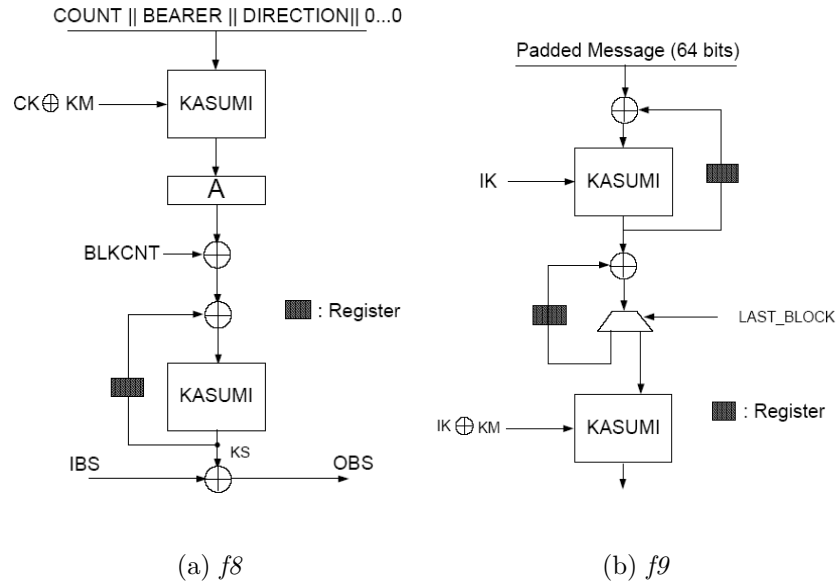 COUNT || BEARER || DIRECTION|| 0...0
CK ⊕ KM
KASUMI
A
BLKCNT
: Register
KASUMI
KS
IBS
OBS
(a) f8
Padded Message (64 bits)
IK
KASUMI
LAST_BLOCK
IK ⊕ KM
KASUMI
: Register
(b) f9